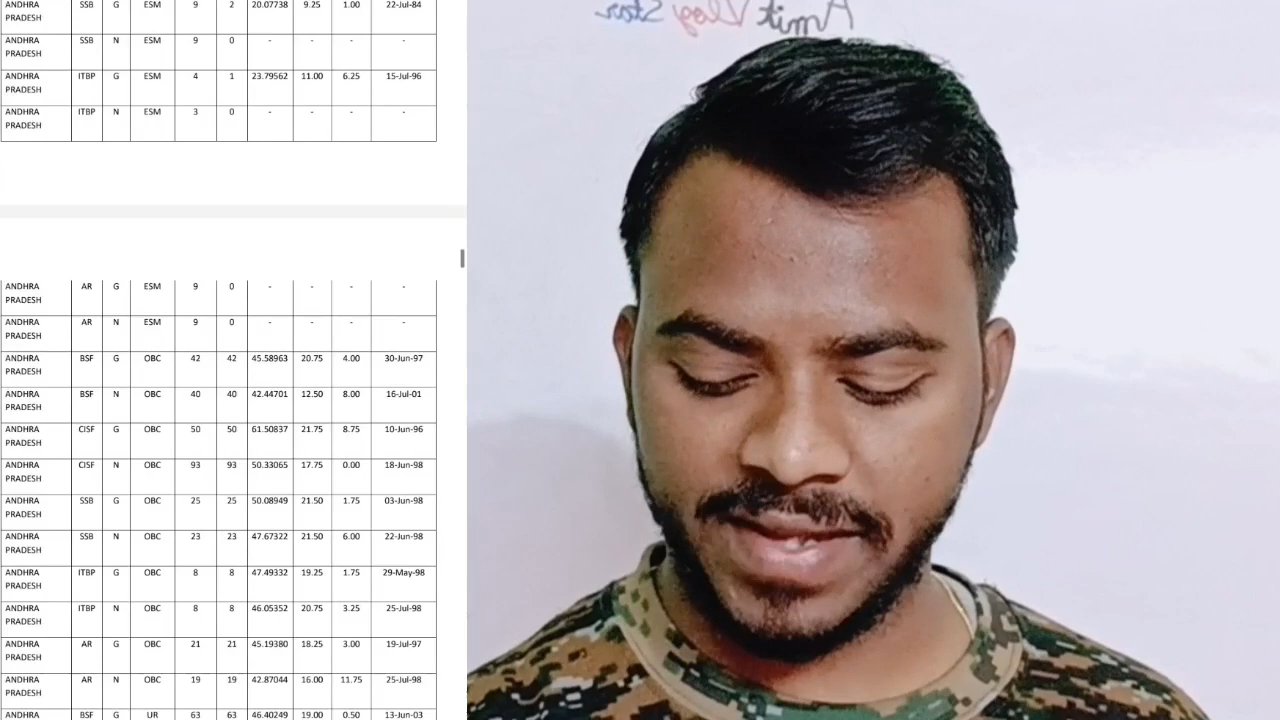 ANDHRA PRADESH SSB G ESM 9 2 20.07738 9.25 1.00 22-Jul-84
ANDHRA PRADESH SSB N ESM 9 0 - - - -
ANDHRA PRADESH ITBP G ESM 4 1 23.79562 11.00 6.25 15-Jul-96
ANDHRA PRADESH ITBP N ESM 3 0 - - - -
ANDHRA PRADESH AR G ESM 9 0 - - - -
ANDHRA PRADESH AR N ESM 9 0 - - - -
ANDHRA PRADESH BSF G OBC 42 42 45.58963 20.75 4.00 30-Jun-97
ANDHRA PRADESH BSF N OBC 40 40 42.44701 12.50 8.00 16-Jul-01
ANDHRA PRADESH CISF G OBC 50 50 61.50837 21.75 8.75 10-Jun-96
ANDHRA PRADESH CISF N OBC 93 93 50.33065 17.75 0.00 18-Jun-98
ANDHRA PRADESH SSB G OBC 25 25 50.08949 21.50 1.75 03-Jun-98
ANDHRA PRADESH SSB N OBC 23 23 47.67322 21.50 6.00 22-Jun-98
ANDHRA PRADESH ITBP G OBC 8 8 47.49332 19.25 1.75 29-May-98
ANDHRA PRADESH ITBP N OBC 8 8 46.05352 20.75 3.25 25-Jul-98
ANDHRA PRADESH AR G OBC 21 21 45.19380 18.25 3.00 19-Jul-97
ANDHRA PRADESH AR N OBC 19 19 42.87044 16.00 11.75 25-Jul-98
ANDHRA BSF G UR 63 63 46.40249 19.00 0.50 13-Jun-03
Amit Vlog Star